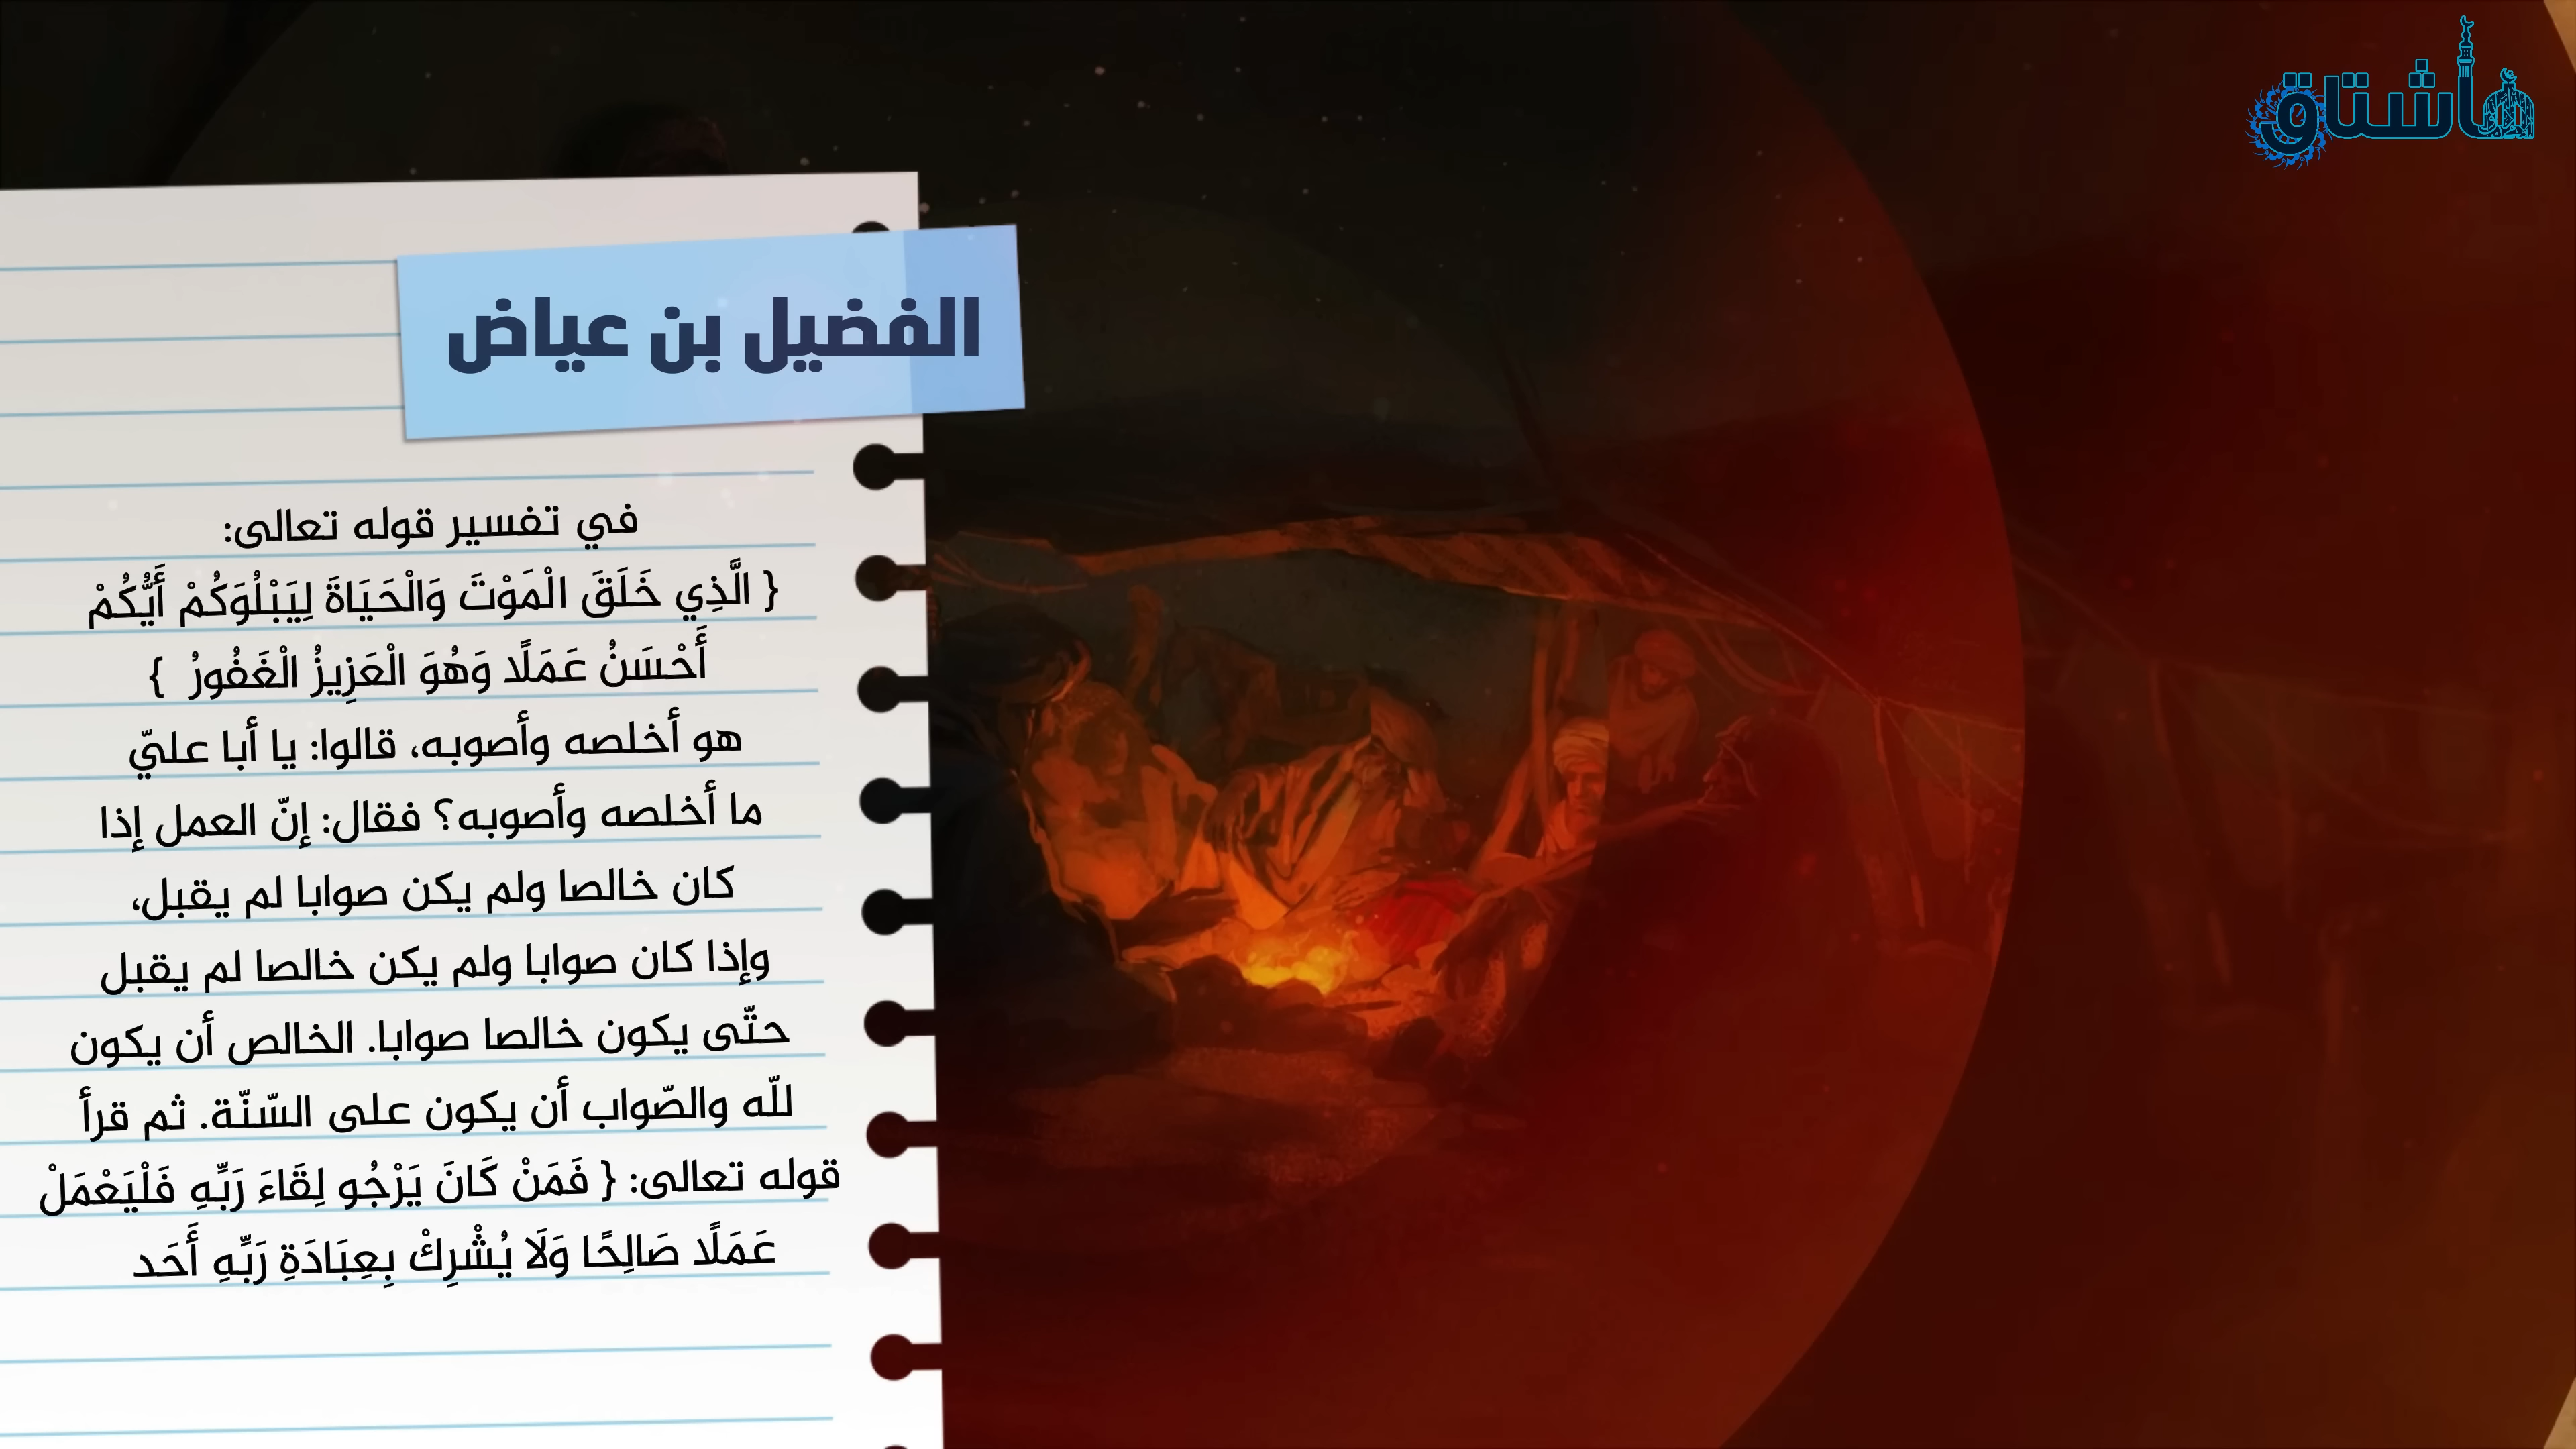 مأشتاق
الفضيل بن عياض
في تفسير قوله تعالى:
{ الَّذِي خَلَقَ الْمَوْتَ وَالْحَيَاةَ لِيَبْلُوَكُمْ أَيُّكُمْ
أَحْسَنُ عَمَلًا وَهُوَ الْعَزِيزُ الْغَفُورُ }
هو أخلصه وأصوبه، قالوا: يا أبا عليّ
ما أخلصه وأصوبه؟ فقال: إنّ العمل إذا
كان خالصا ولم يكن صوابا لم يقبل،
وإذا كان صوابا ولم يكن خالصا لم يقبل
حتّى يكون خالصا صوابا. الخالص أن يكون
للّه والصّواب أن يكون على السّنّة. ثم قرأ
قوله تعالى: { فَمَنْ كَانَ يَرْجُو لِقَاءَ رَبِّهِ فَلْيَعْمَلْ
عَمَلًا صَالِحًا وَلَا يُشْرِكْ بِعِبَادَةِ رَبِّهِ أَحَد